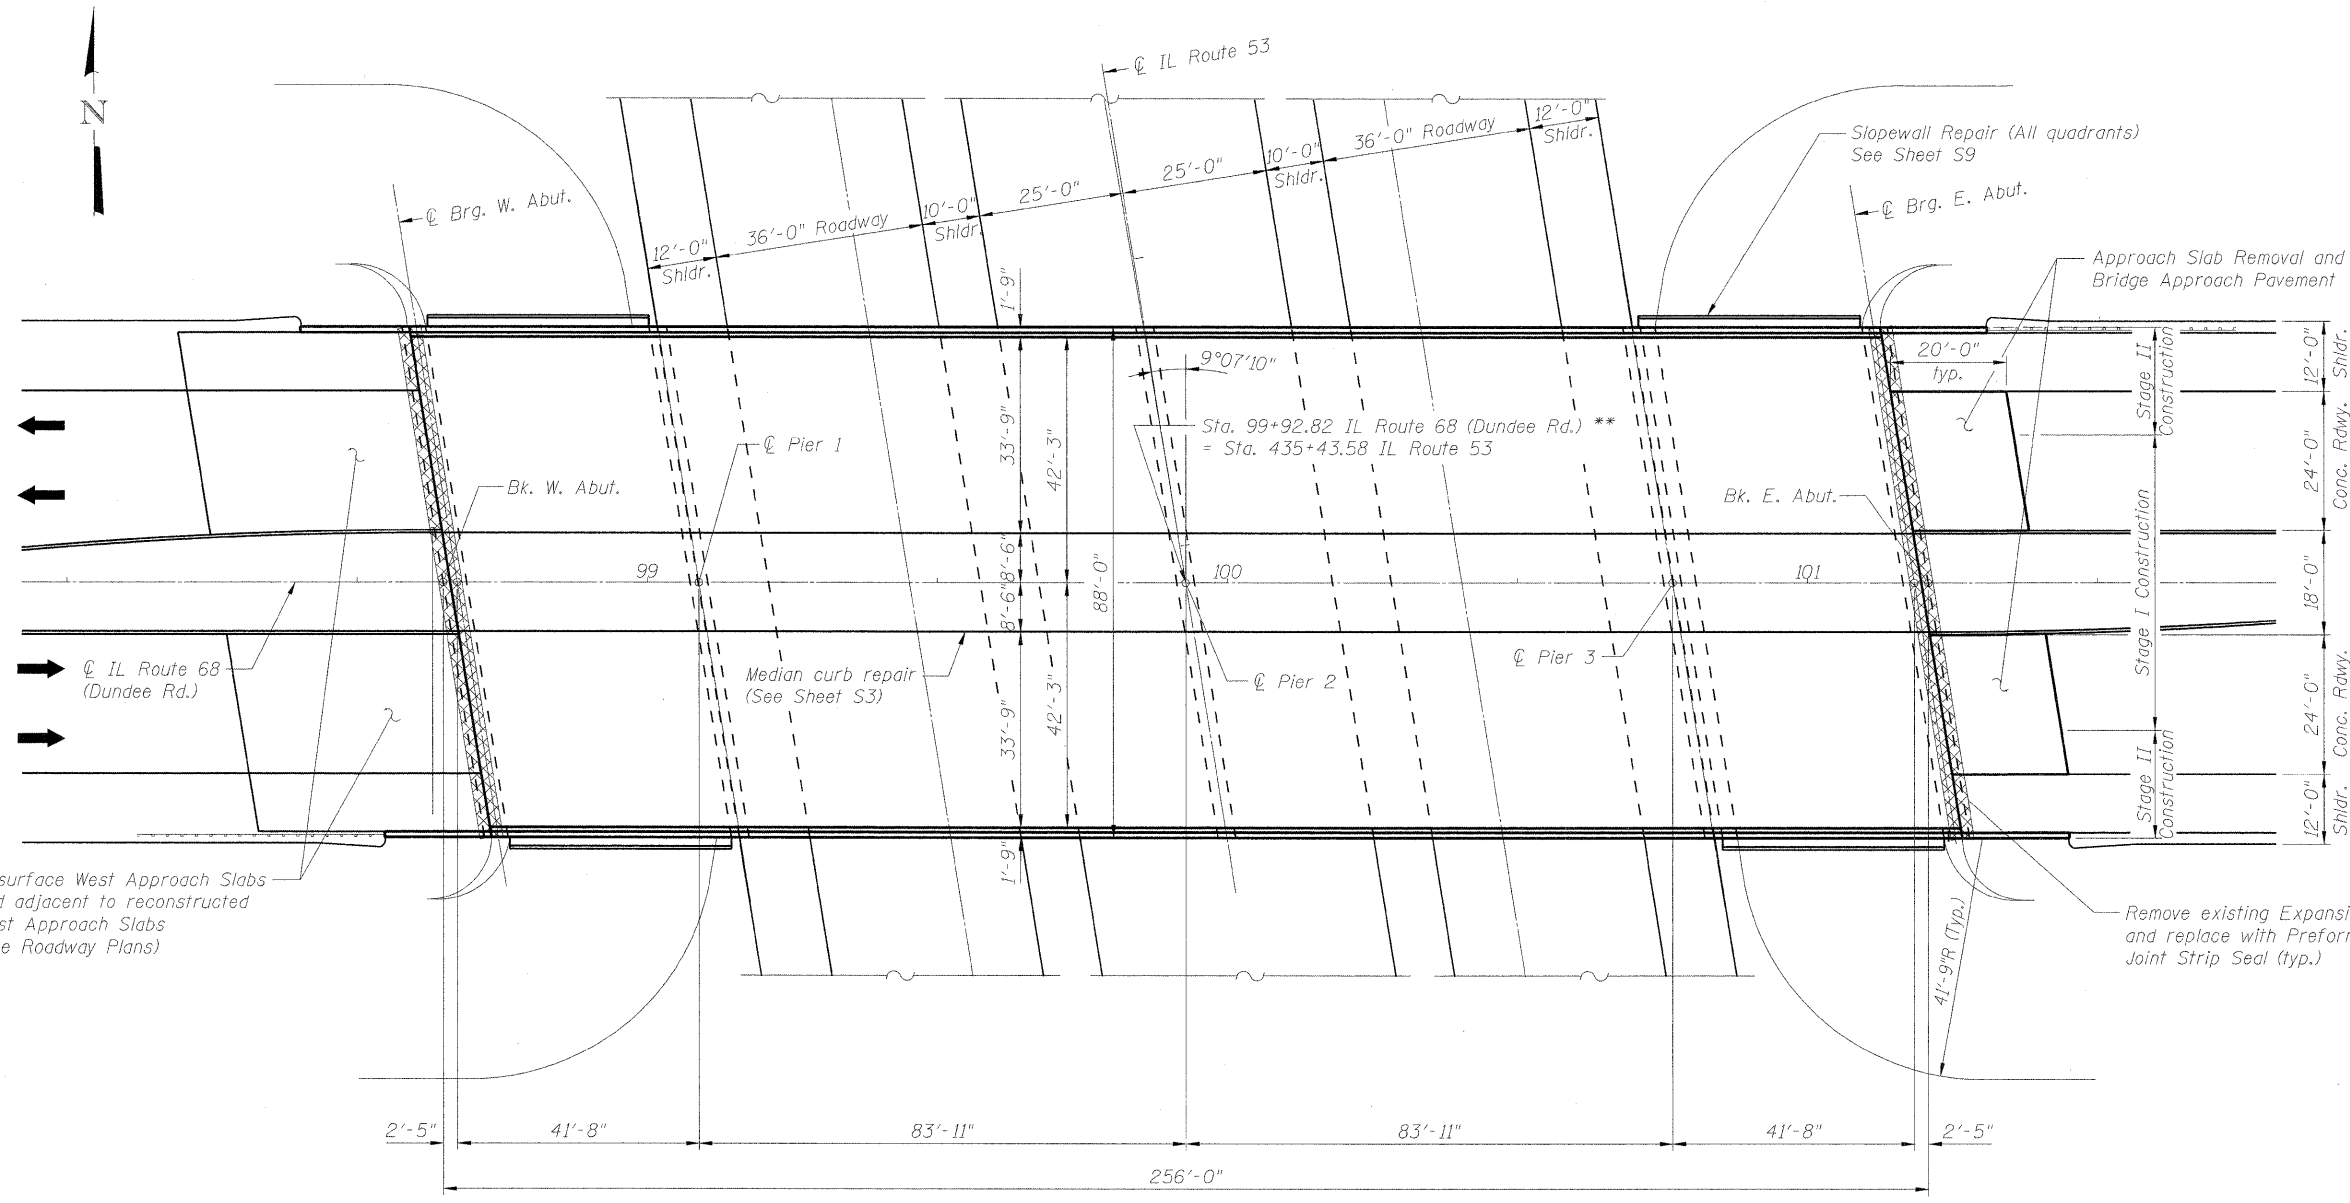 ℄ IL Route 53
N
12'-0"
Shldr.
36'-0" Roadway
10'-0"
Shldr.
25'-0"
25'-0"
10'-0"
Shldr.
36'-0" Roadway
12'-0"
Shldr.
Slopewall Repair (All quadrants)
See Sheet S9
℄ Brg. W. Abut.
℄ Brg. E. Abut.
Approach Slab Removal and
Bridge Approach Pavement
1'-9"
9°07'10"
20'-0"
typ.
Stage II
Construction
12'-0"
Shldr.
33'-9"
42'-3"
Sta. 99+92.82 IL Route 68 (Dundee Rd.) **
= Sta. 435+43.58 IL Route 53
℄ Pier 1
24'-0"
Conc. Rdwy.
Bk. W. Abut.
Bk. E. Abut.
Stage I Construction
99
8'-6"
8'-6"
88'-0"
100
101
18'-0"
℄ IL Route 68
(Dundee Rd.)
Median curb repair
(See Sheet S3)
℄ Pier 2
℄ Pier 3
33'-9"
42'-3"
24'-0"
Conc. Rdwy.
Stage II
Construction
12'-0"
Shldr.
1'-9"
surface West Approach Slabs
d adjacent to reconstructed
st Approach Slabs
e Roadway Plans)
41'-9"R (Typ.)
Remove existing Expansi
and replace with Prefor
Joint Strip Seal (typ.)
2'-5"
41'-8"
83'-11"
83'-11"
41'-8"
2'-5"
256'-0"